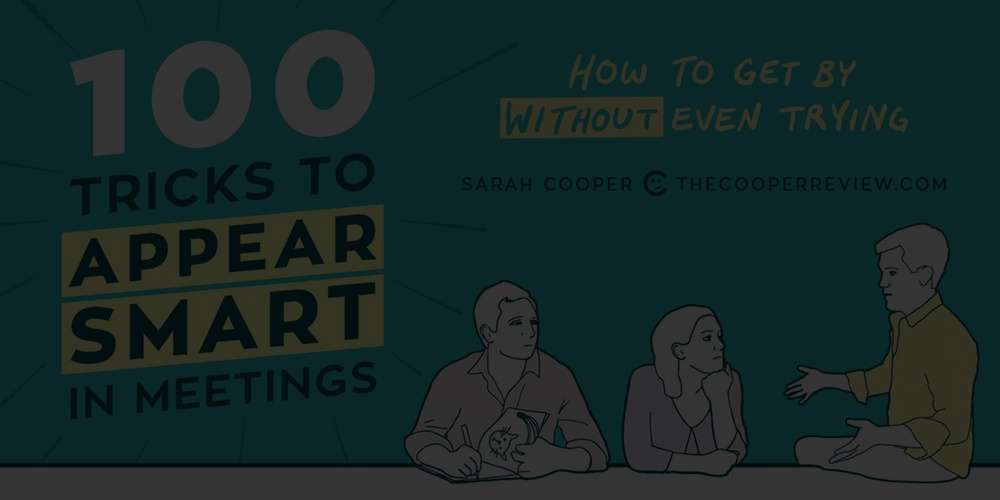 100
TRICKS TO
APPEAR
SMART
IN MEETINGS
HOW TO GET BY
WITHOUT EVEN TRYING
SARAH COOPER THECOOPERREVIEW.COM